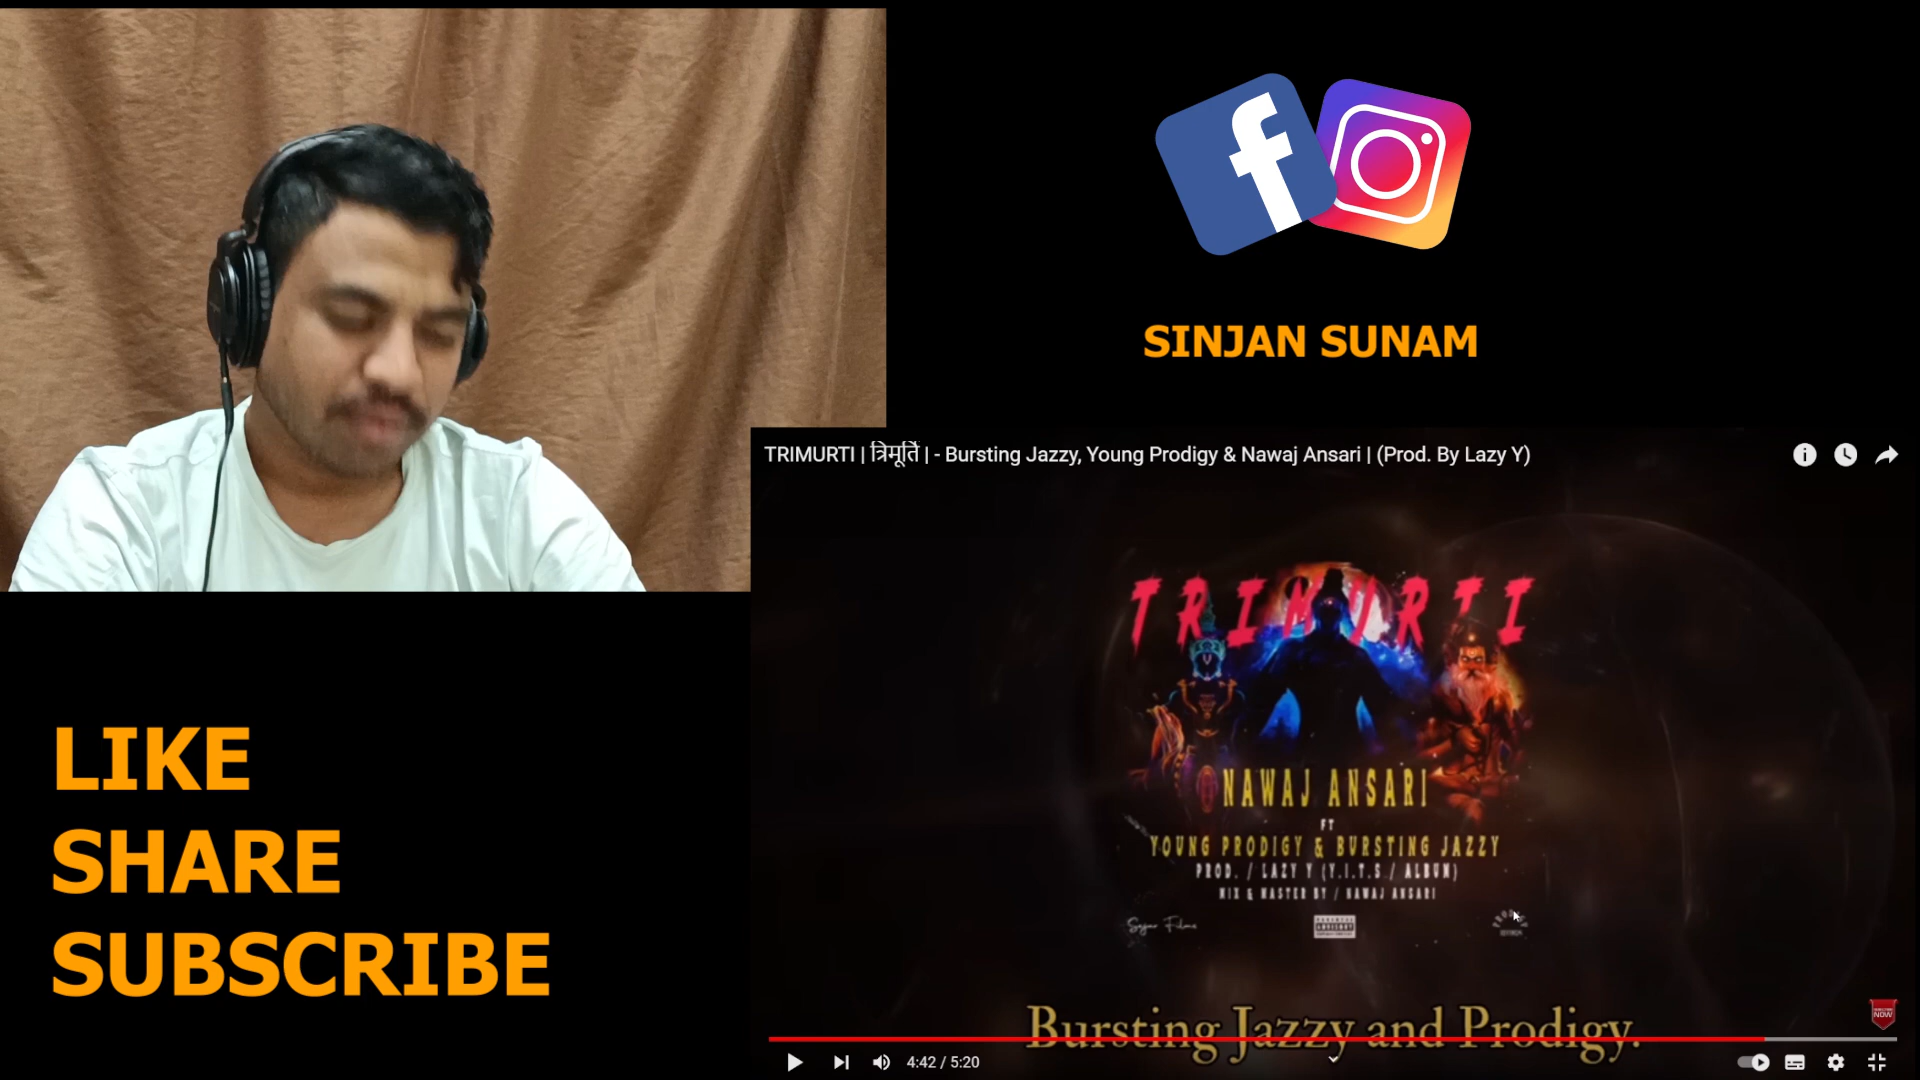 SINJAN SUNAM
TRIMURTI | त्रिमूर्ति | - Bursting Jazzy, Young Prodigy & Nawaj Ansari | (Prod. By Lazy Y)
TRIMURTI
NAWAJ ANSARI
FT
YOUNG PRODIGY & BURSTING JAZZY
PROD. / LAZY Y (Y.I.T.S / ALBUM)
MIX & MASTER BY / NAWAJ ANSARI
LIKE
SHARE
SUBSCRIBE
Bursting Jazzy and Prodigy.
4:42 / 5:20